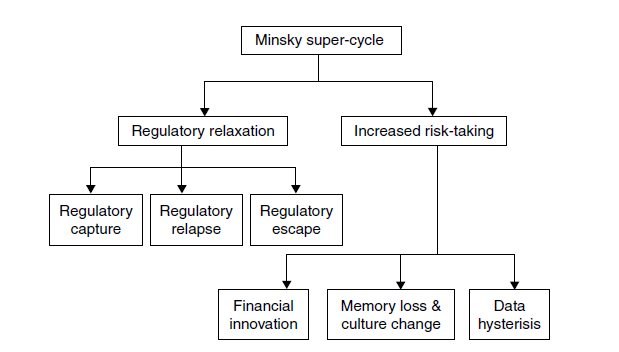 Minsky super-cycle
Regulatory relaxation
Increased risk-taking
Regulatory
capture
Regulatory
relapse
Regulatory
escape
Financial
innovation
Memory loss &
culture change
Data
hysterisis